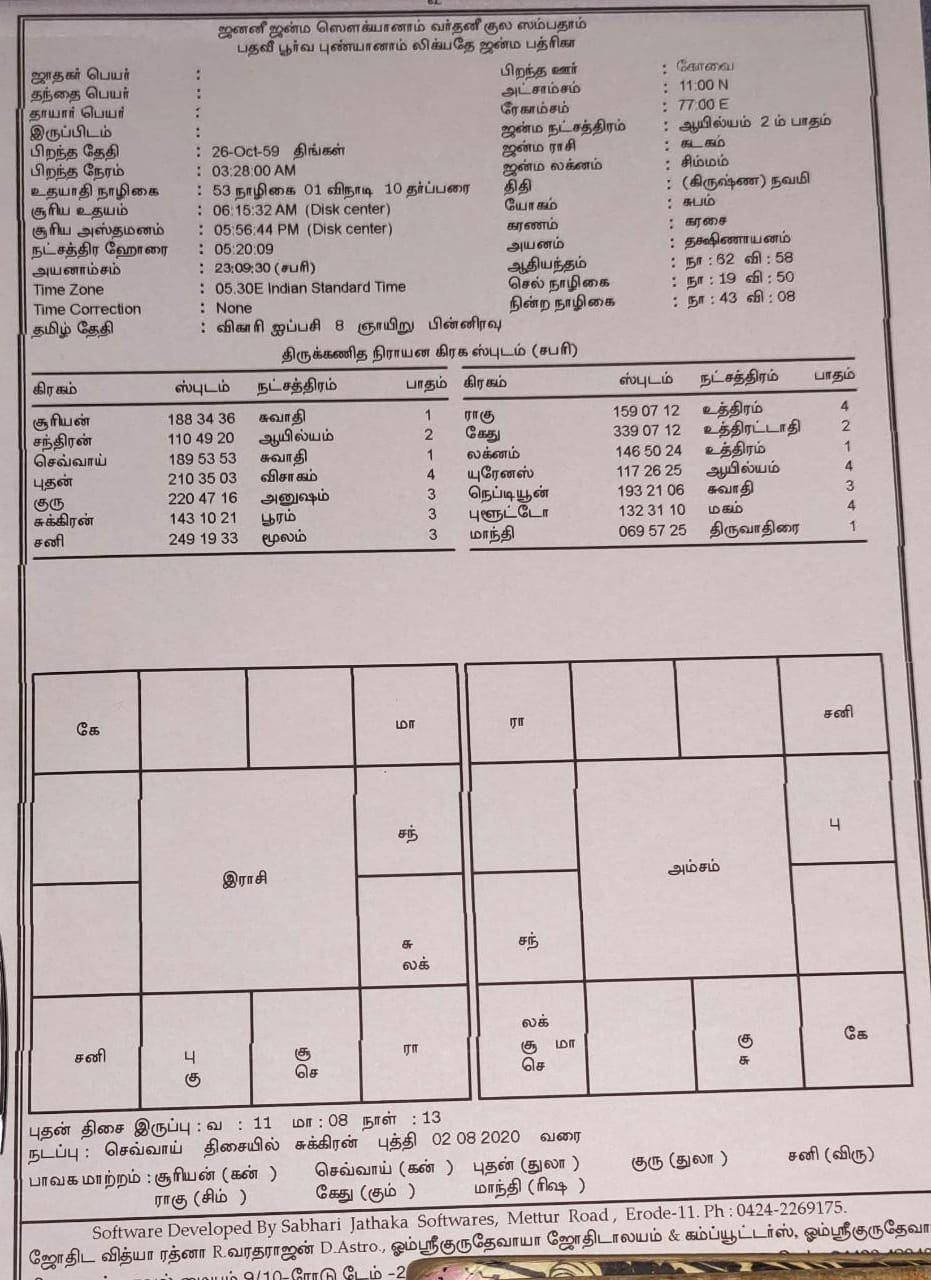 ஜனனீ ஜன்ம ஸௌக்யானாம் வர்தனீ குல ஸம்பதாம்
பதவீ பூர்வ புண்யானாம் லிக்யதே ஜன்ம பத்ரிகா
ஜாதகர் பெயர் :
தந்தை பெயர் :
தாயார் பெயர் :
இருப்பிடம் :
பிறந்த தேதி : 26-Oct-59 திங்கள்
பிறந்த நேரம் : 03:28:00 AM
உதயாதி நாழிகை : 53 நாழிகை 01 விநாடி 10 தர்ப்பரை
சூரிய உதயம் : 06:15:32 AM (Disk center)
சூரிய அஸ்தமனம் : 05:56:44 PM (Disk center)
நட்சத்திர ஹோரை : 05:20:09
அயனாம்சம் : 23:09:30 (சபரி)
Time Zone : 05.30E Indian Standard Time
Time Correction : None
தமிழ் தேதி : விகாரி ஐப்பசி 8 ஞாயிறு பின்னிரவு
பிறந்த ஊர் : கோவை
அட்சாம்சம் : 11:00 N
ரேகாம்சம் : 77:00 E
ஜன்ம நட்சத்திரம் : ஆயில்யம் 2 ம் பாதம்
ஜன்ம ராசி : கடகம்
ஜன்ம லக்னம் : சிம்மம்
திதி : (கிருஷ்ண) நவமி
யோகம் : சுபம்
கரணம் : கரசை
அயனம் : தக்ஷிணாயனம்
ஆதியந்தம் : நா : 62 வி : 58
செல் நாழிகை : நா : 19 வி : 50
நின்ற நாழிகை : நா : 43 வி : 08
திருக்கணித நிராயன கிரக ஸ்புடம் (சபரி)
கிரகம் ஸ்புடம் நட்சத்திரம் பாதம்
சூரியன் 188 34 36 சுவாதி 1
சந்திரன் 110 49 20 ஆயில்யம் 2
செவ்வாய் 189 53 53 சுவாதி 1
புதன் 210 35 03 விசாகம் 4
குரு 220 47 16 அனுஷம் 3
சுக்கிரன் 143 10 21 பூரம் 3
சனி 249 19 33 மூலம் 3
கிரகம் ஸ்புடம் நட்சத்திரம் பாதம்
ராகு 159 07 12 உத்திரம் 4
கேது 339 07 12 உத்திரட்டாதி 2
லக்னம் 146 50 24 உத்திரம் 1
யுரேனஸ் 117 26 25 ஆயில்யம் 4
நெப்டியூன் 193 21 06 சுவாதி 3
புளூட்டோ 132 31 10 மகம் 4
மாந்தி 069 57 25 திருவாதிரை 1
கே மா
சந்
இராசி
சு
லக்
சனி பு சூ ரா
கு செ
ரா சனி
பு
அம்சம்
சந்
லக் கு கே
சூ மா சு
செ
புதன் திசை இருப்பு : வ : 11 மா : 08 நாள் : 13
நடப்பு : செவ்வாய் திசையில் சுக்கிரன் புத்தி 02 08 2020 வரை
பாவக மாற்றம் : சூரியன் (கன் ) செவ்வாய் (கன் ) புதன் (துலா ) குரு (துலா ) சனி (விரு)
ராகு (சிம் ) கேது (கும் ) மாந்தி (ரிஷ )
Software Developed By Sabhari Jathaka Softwares, Mettur Road, Erode-11. Ph : 0424-2269175.
ஜோதிட வித்யா ரத்னா R.வரதராஜன் D.Astro., ஓம்ஸ்ரீகுருதேவாயா ஜோதிடாலயம் & கம்ப்யூட்டர்ஸ், ஓம்ஸ்ரீகுருதேவா